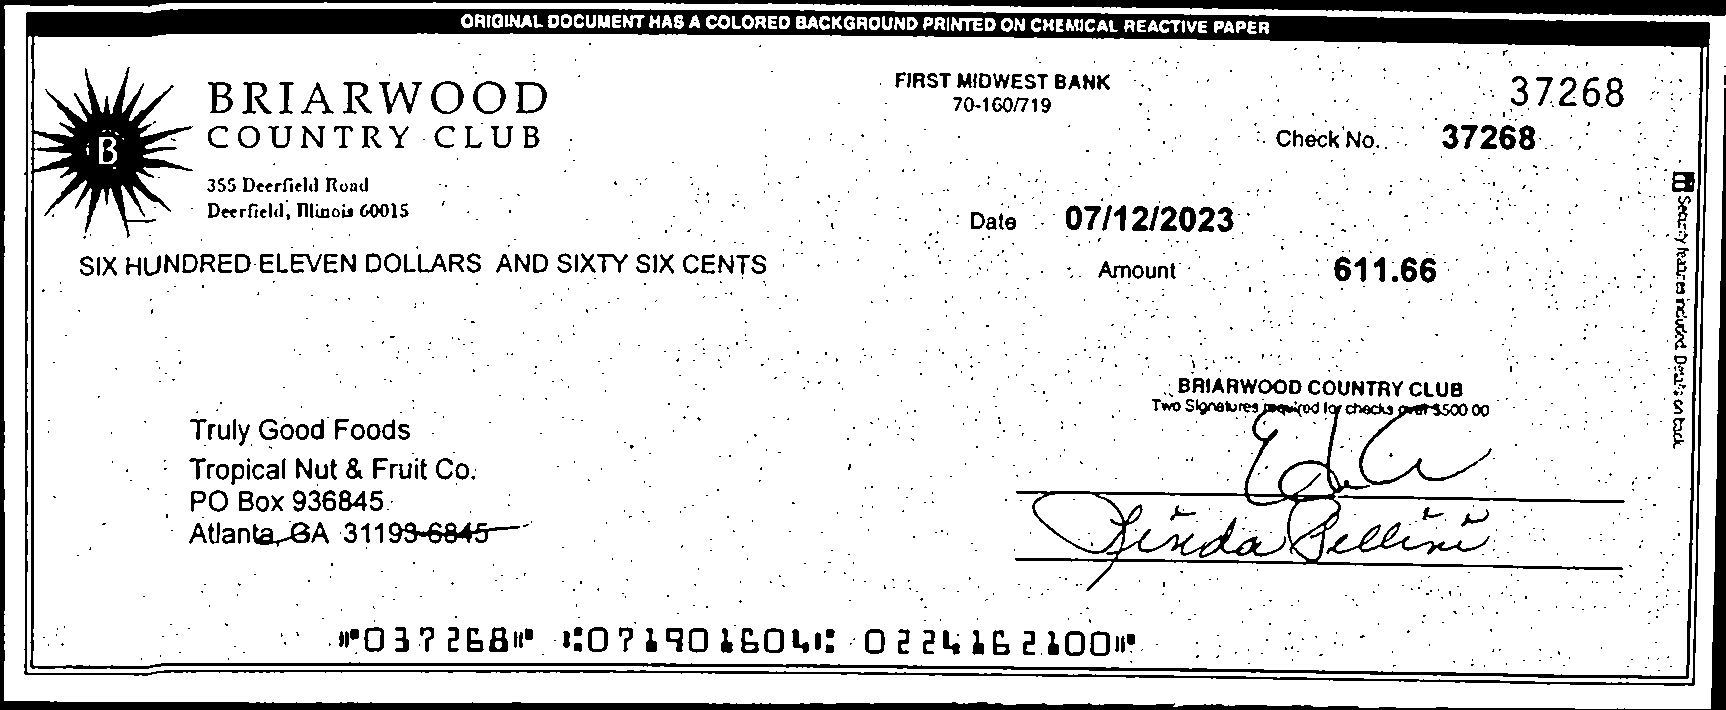 ORIGINAL DOCUMENT HAS A COLORED BACKGROUND PRINTED ON CHEMICAL REACTIVE PAPER
B
BRIARWOOD
COUNTRY CLUB
355 Deerfield Road
Deerfield, Illinois 60015
FIRST MIDWEST BANK
70-160/719
37268
Check No. 37268
Date 07/12/2023
SIX HUNDRED ELEVEN DOLLARS AND SIXTY SIX CENTS
Amount 611.66
Security features included. Details on back.
BRIARWOOD COUNTRY CLUB
Two Signatures required for checks over $500.00
Truly Good Foods
Tropical Nut & Fruit Co.
PO Box 936845
Atlanta, GA 31193-6845
Linda Bellini
⑈037268⑈ ⑆071901604⑆ 0224162100⑈